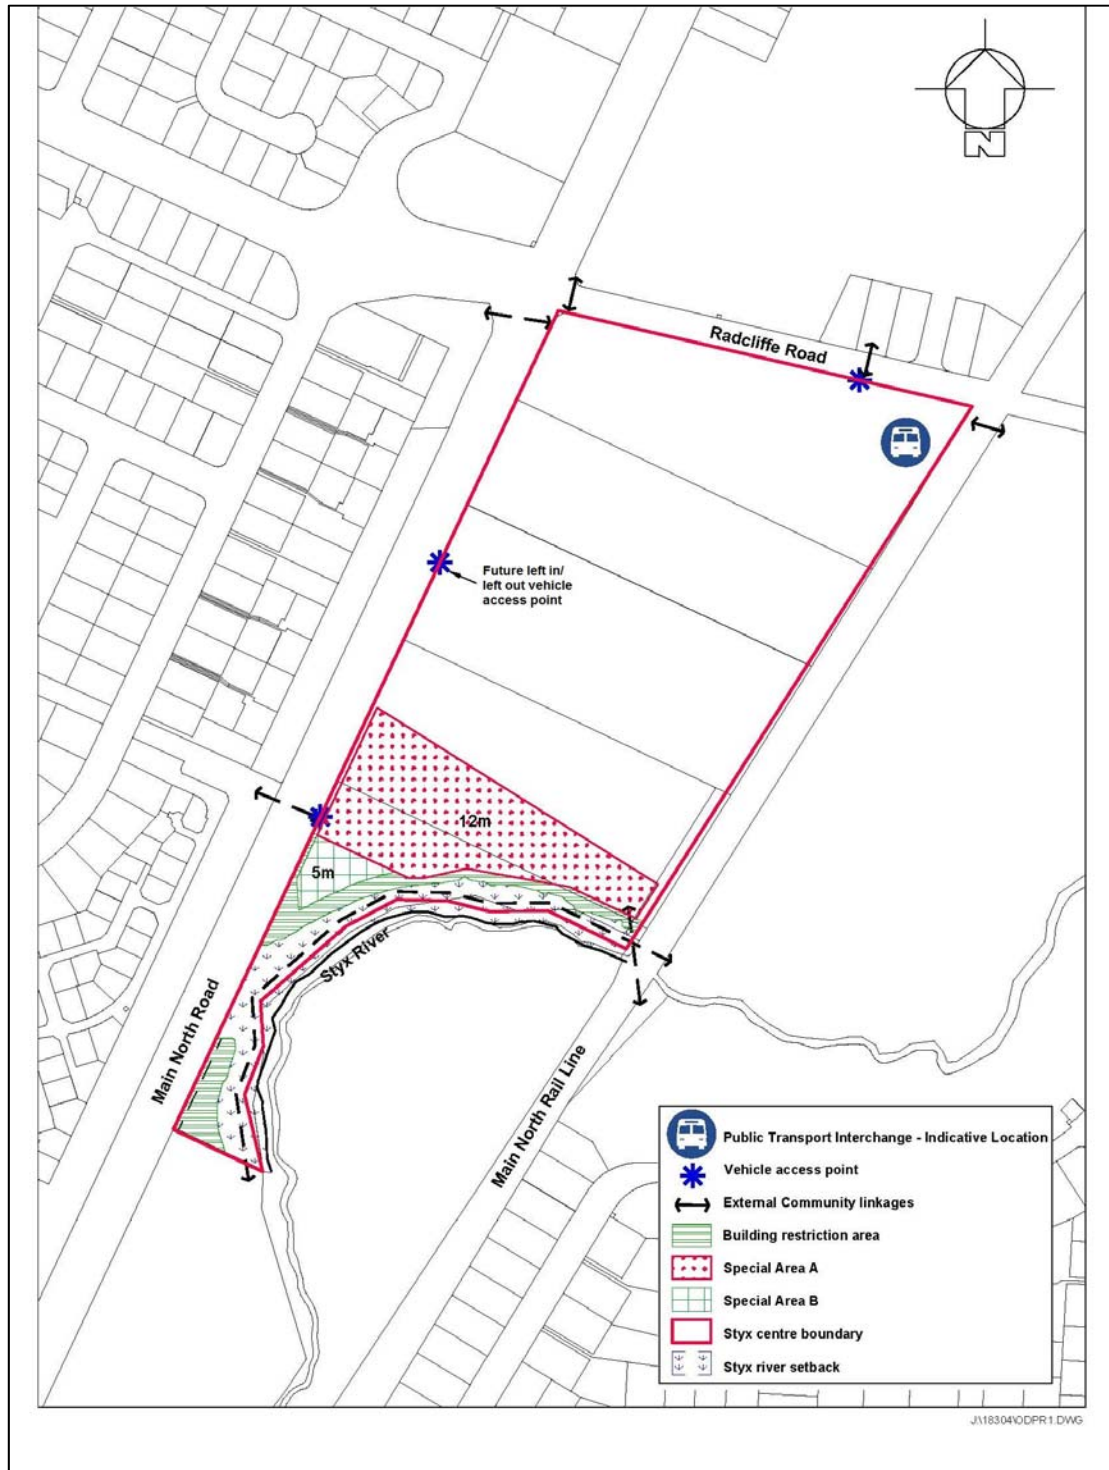 N
Radcliffe Road
Future left in/
left out vehicle
access point
12m
5m
Styx River
Main North Road
Main North Rail Line
Public Transport Interchange - Indicative Location
Vehicle access point
External Community linkages
Building restriction area
Special Area A
Special Area B
Styx centre boundary
Styx river setback
J:\18304\ODPR1.DWG